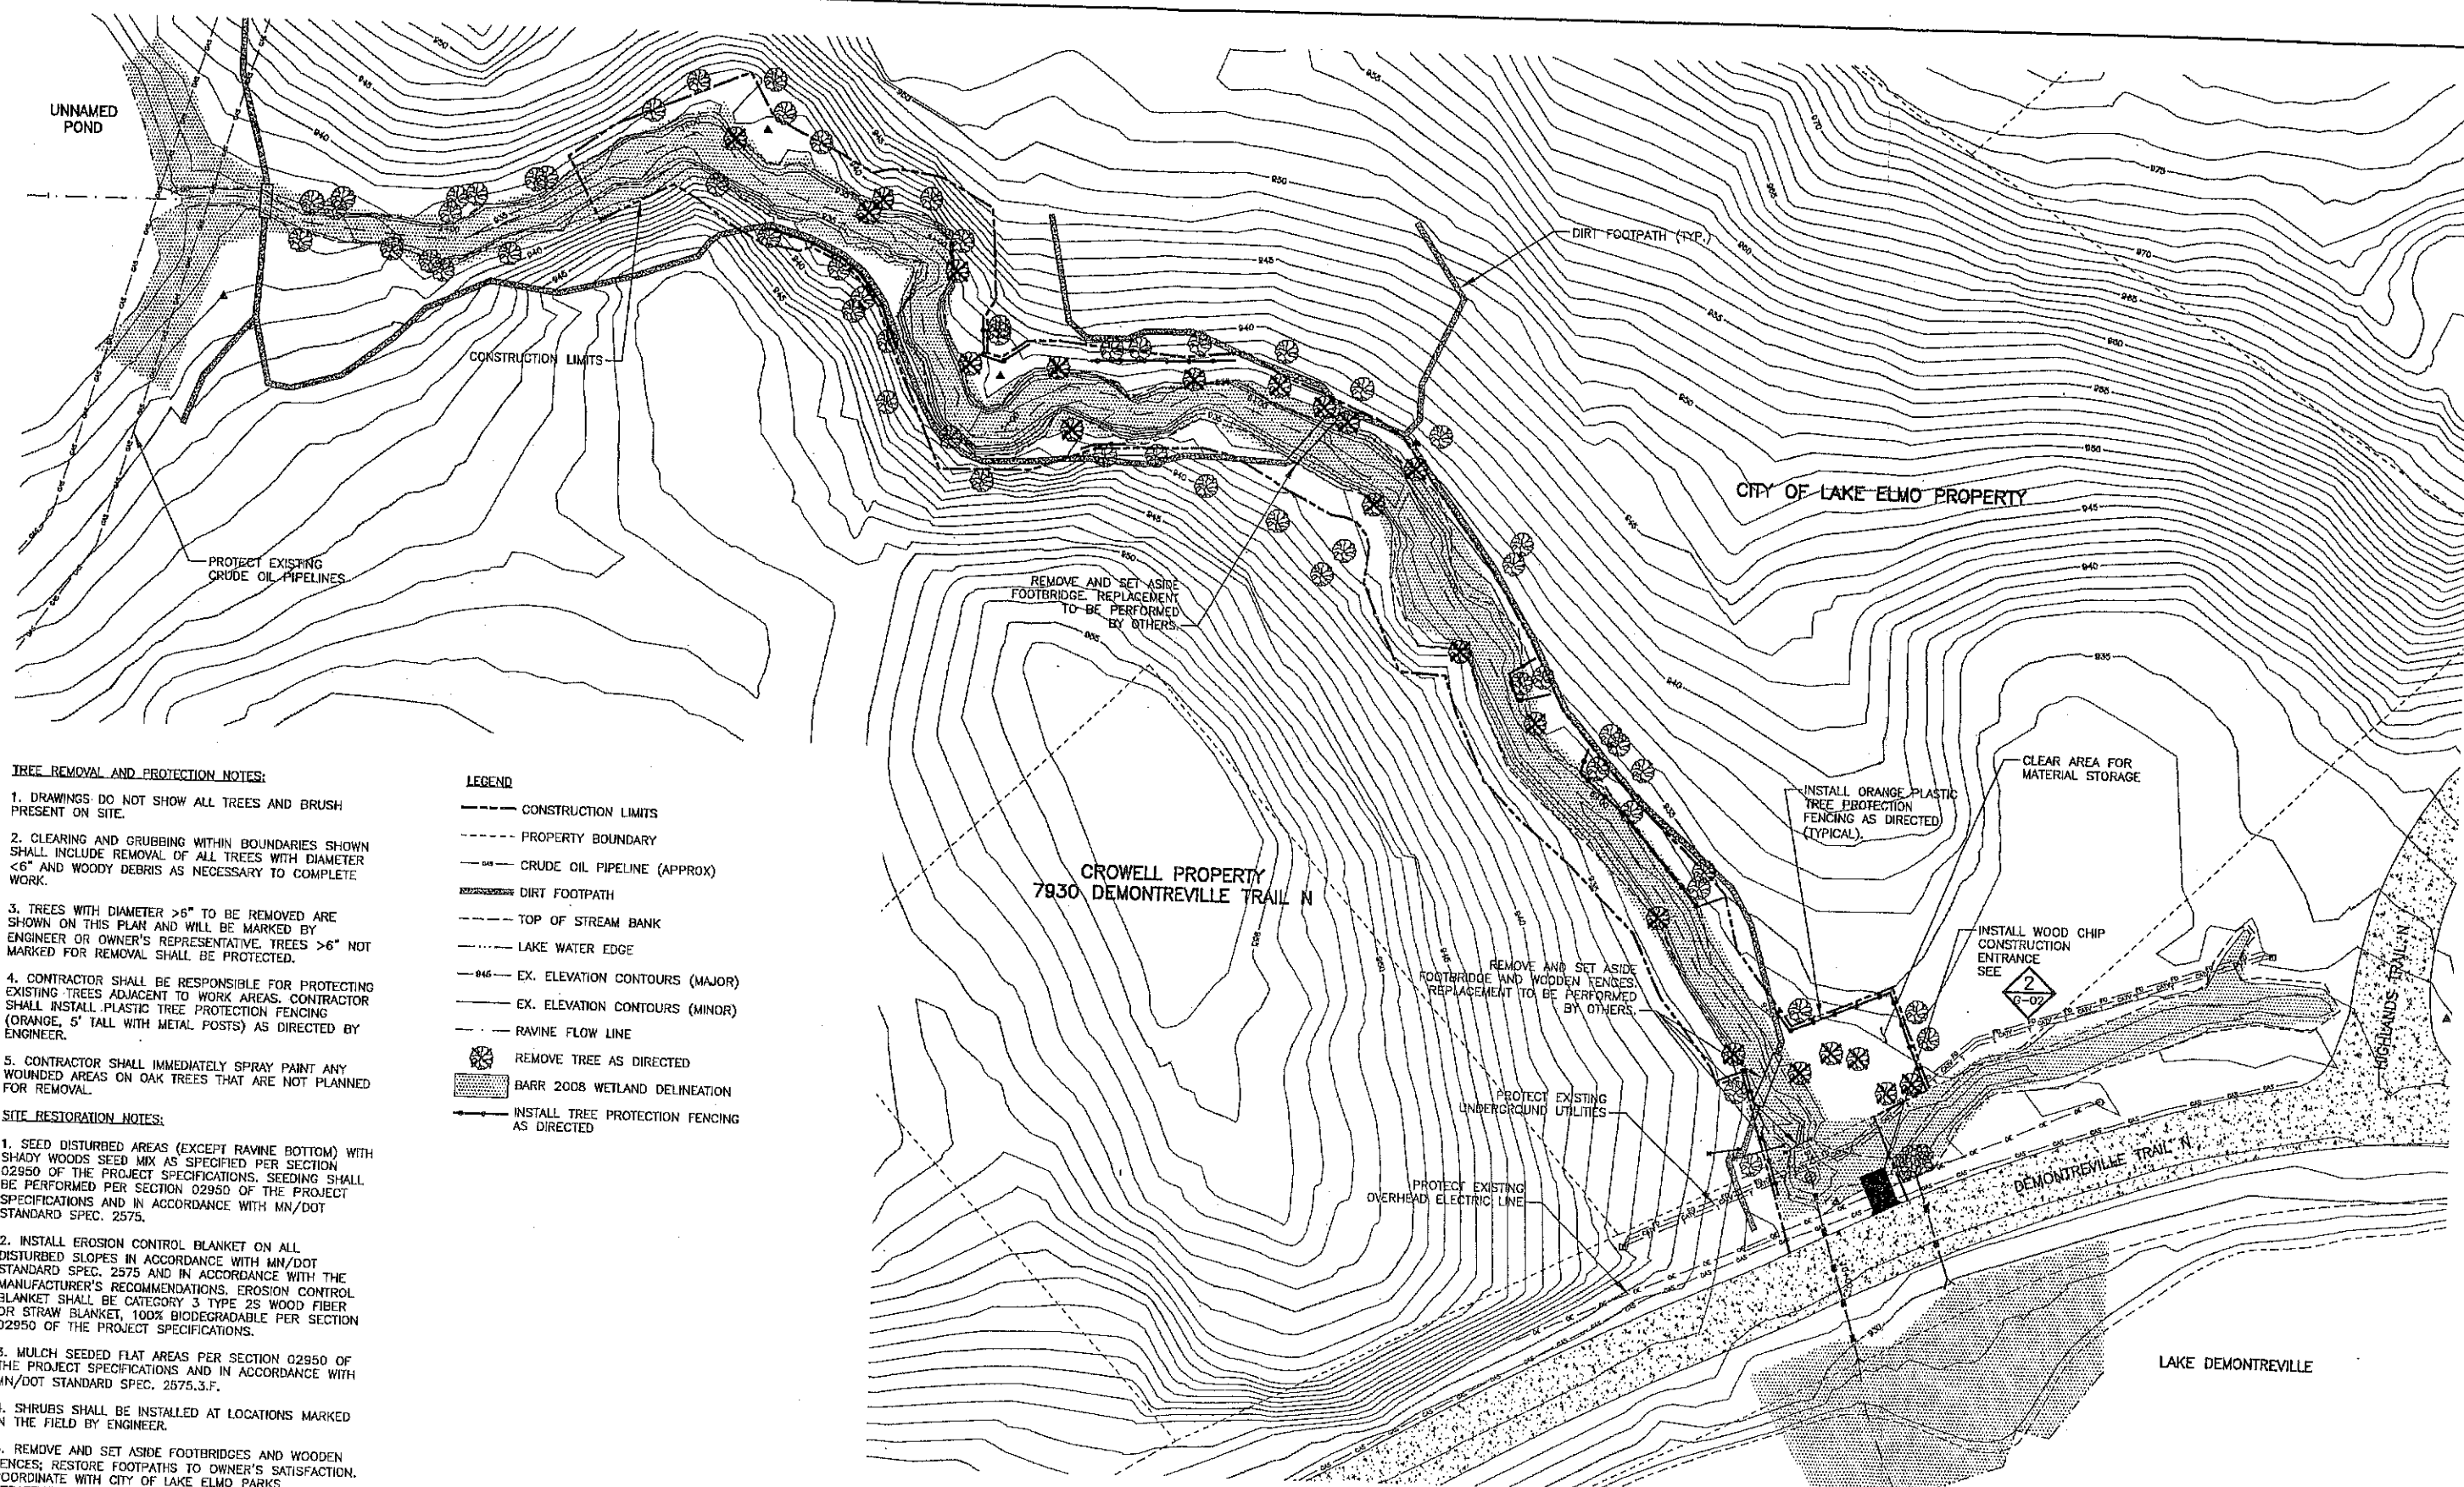 UNNAMED
POND
CONSTRUCTION LIMITS
DIRT FOOTPATH (TYP.)
CITY OF LAKE ELMO PROPERTY
PROTECT EXISTING
CRUDE OIL PIPELINES
REMOVE AND SET ASIDE
FOOTBRIDGE. REPLACEMENT
TO BE PERFORMED
BY OTHERS.
CLEAR AREA FOR
MATERIAL STORAGE
INSTALL ORANGE PLASTIC
TREE PROTECTION
FENCING AS DIRECTED
(TYPICAL).
CROWELL PROPERTY
7930 DEMONTREVILLE TRAIL N
INSTALL WOOD CHIP
CONSTRUCTION
ENTRANCE
SEE
2
G-02
REMOVE AND SET ASIDE
FOOTBRIDGE AND WOODEN FENCES.
REPLACEMENT TO BE PERFORMED
BY OTHERS.
PROTECT EXISTING
UNDERGROUND UTILITIES
PROTECT EXISTING
OVERHEAD ELECTRIC LINE
HIGHLANDS TRAIL N
DEMONTREVILLE TRAIL N
LAKE DEMONTREVILLE
TREE REMOVAL AND PROTECTION NOTES:
1. DRAWINGS DO NOT SHOW ALL TREES AND BRUSH
PRESENT ON SITE.
2. CLEARING AND GRUBBING WITHIN BOUNDARIES SHOWN
SHALL INCLUDE REMOVAL OF ALL TREES WITH DIAMETER
<6" AND WOODY DEBRIS AS NECESSARY TO COMPLETE
WORK.
3. TREES WITH DIAMETER >6" TO BE REMOVED ARE
SHOWN ON THIS PLAN AND WILL BE MARKED BY
ENGINEER OR OWNER'S REPRESENTATIVE. TREES >6" NOT
MARKED FOR REMOVAL SHALL BE PROTECTED.
4. CONTRACTOR SHALL BE RESPONSIBLE FOR PROTECTING
EXISTING TREES ADJACENT TO WORK AREAS. CONTRACTOR
SHALL INSTALL PLASTIC TREE PROTECTION FENCING
(ORANGE, 5' TALL WITH METAL POSTS) AS DIRECTED BY
ENGINEER.
5. CONTRACTOR SHALL IMMEDIATELY SPRAY PAINT ANY
WOUNDED AREAS ON OAK TREES THAT ARE NOT PLANNED
FOR REMOVAL.
SITE RESTORATION NOTES:
1. SEED DISTURBED AREAS (EXCEPT RAVINE BOTTOM) WITH
SHADY WOODS SEED MIX AS SPECIFIED PER SECTION
02950 OF THE PROJECT SPECIFICATIONS. SEEDING SHALL
BE PERFORMED PER SECTION 02950 OF THE PROJECT
SPECIFICATIONS AND IN ACCORDANCE WITH MN/DOT
STANDARD SPEC. 2575.
2. INSTALL EROSION CONTROL BLANKET ON ALL
DISTURBED SLOPES IN ACCORDANCE WITH MN/DOT
STANDARD SPEC. 2575 AND IN ACCORDANCE WITH THE
MANUFACTURER'S RECOMMENDATIONS. EROSION CONTROL
BLANKET SHALL BE CATEGORY 3 TYPE 2S WOOD FIBER
OR STRAW BLANKET, 100% BIODEGRADABLE PER SECTION
02950 OF THE PROJECT SPECIFICATIONS.
3. MULCH SEEDED FLAT AREAS PER SECTION 02950 OF
THE PROJECT SPECIFICATIONS AND IN ACCORDANCE WITH
MN/DOT STANDARD SPEC. 2575.3.F.
. SHRUBS SHALL BE INSTALLED AT LOCATIONS MARKED
N THE FIELD BY ENGINEER.
. REMOVE AND SET ASIDE FOOTBRIDGES AND WOODEN
ENCES; RESTORE FOOTPATHS TO OWNER'S SATISFACTION.
OORDINATE WITH CITY OF LAKE ELMO PARKS
LEGEND
CONSTRUCTION LIMITS
PROPERTY BOUNDARY
GAS CRUDE OIL PIPELINE (APPROX)
DIRT FOOTPATH
TOP OF STREAM BANK
LAKE WATER EDGE
945 EX. ELEVATION CONTOURS (MAJOR)
EX. ELEVATION CONTOURS (MINOR)
RAVINE FLOW LINE
REMOVE TREE AS DIRECTED
BARR 2008 WETLAND DELINEATION
INSTALL TREE PROTECTION FENCING
AS DIRECTED